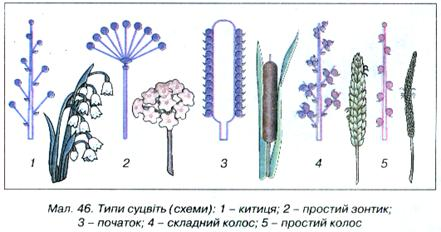 1 2 3 4 5
Мал. 46. Типи суцвіть (схеми): 1 – китиця; 2 – простий зонтик;
3 – початок; 4 – складний колос; 5 – простий колос